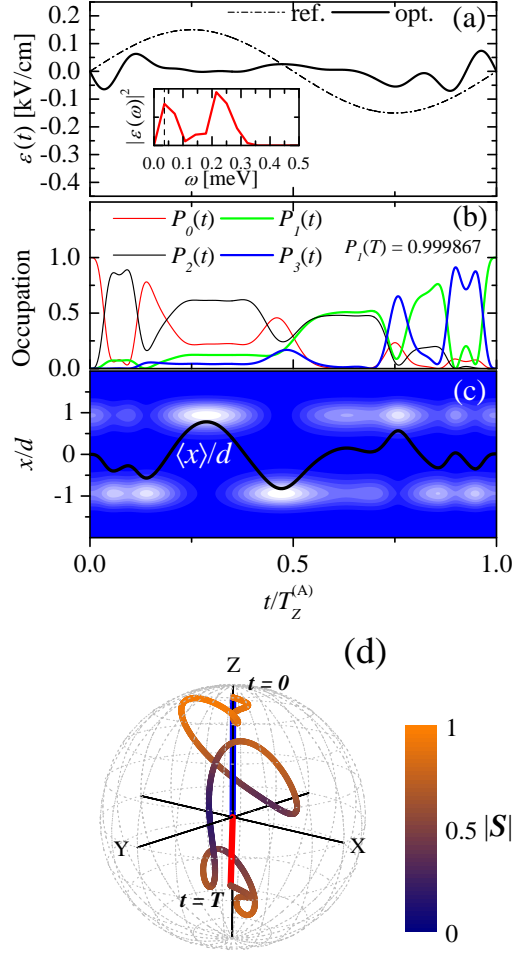 ref. opt. (a)
0.2
0.1
0.0
-0.1
-0.2
-0.3
-0.4
ε(t) [kV/cm]
|ε(ω)|²
0.0 0.1 0.2 0.3 0.4 0.5
ω [meV]
P₀(t) P₁(t) (b)
P₂(t) P₃(t) P₁(T) = 0.999867
1.0
0.5
0.0
Occupation
(c)
1
0
-1
x/d
⟨x⟩/d
0.0 0.5 1.0
t/T_Z^(A)
(d)
Z
t = 0
X
Y
t = T
1
0.5
0
|S|